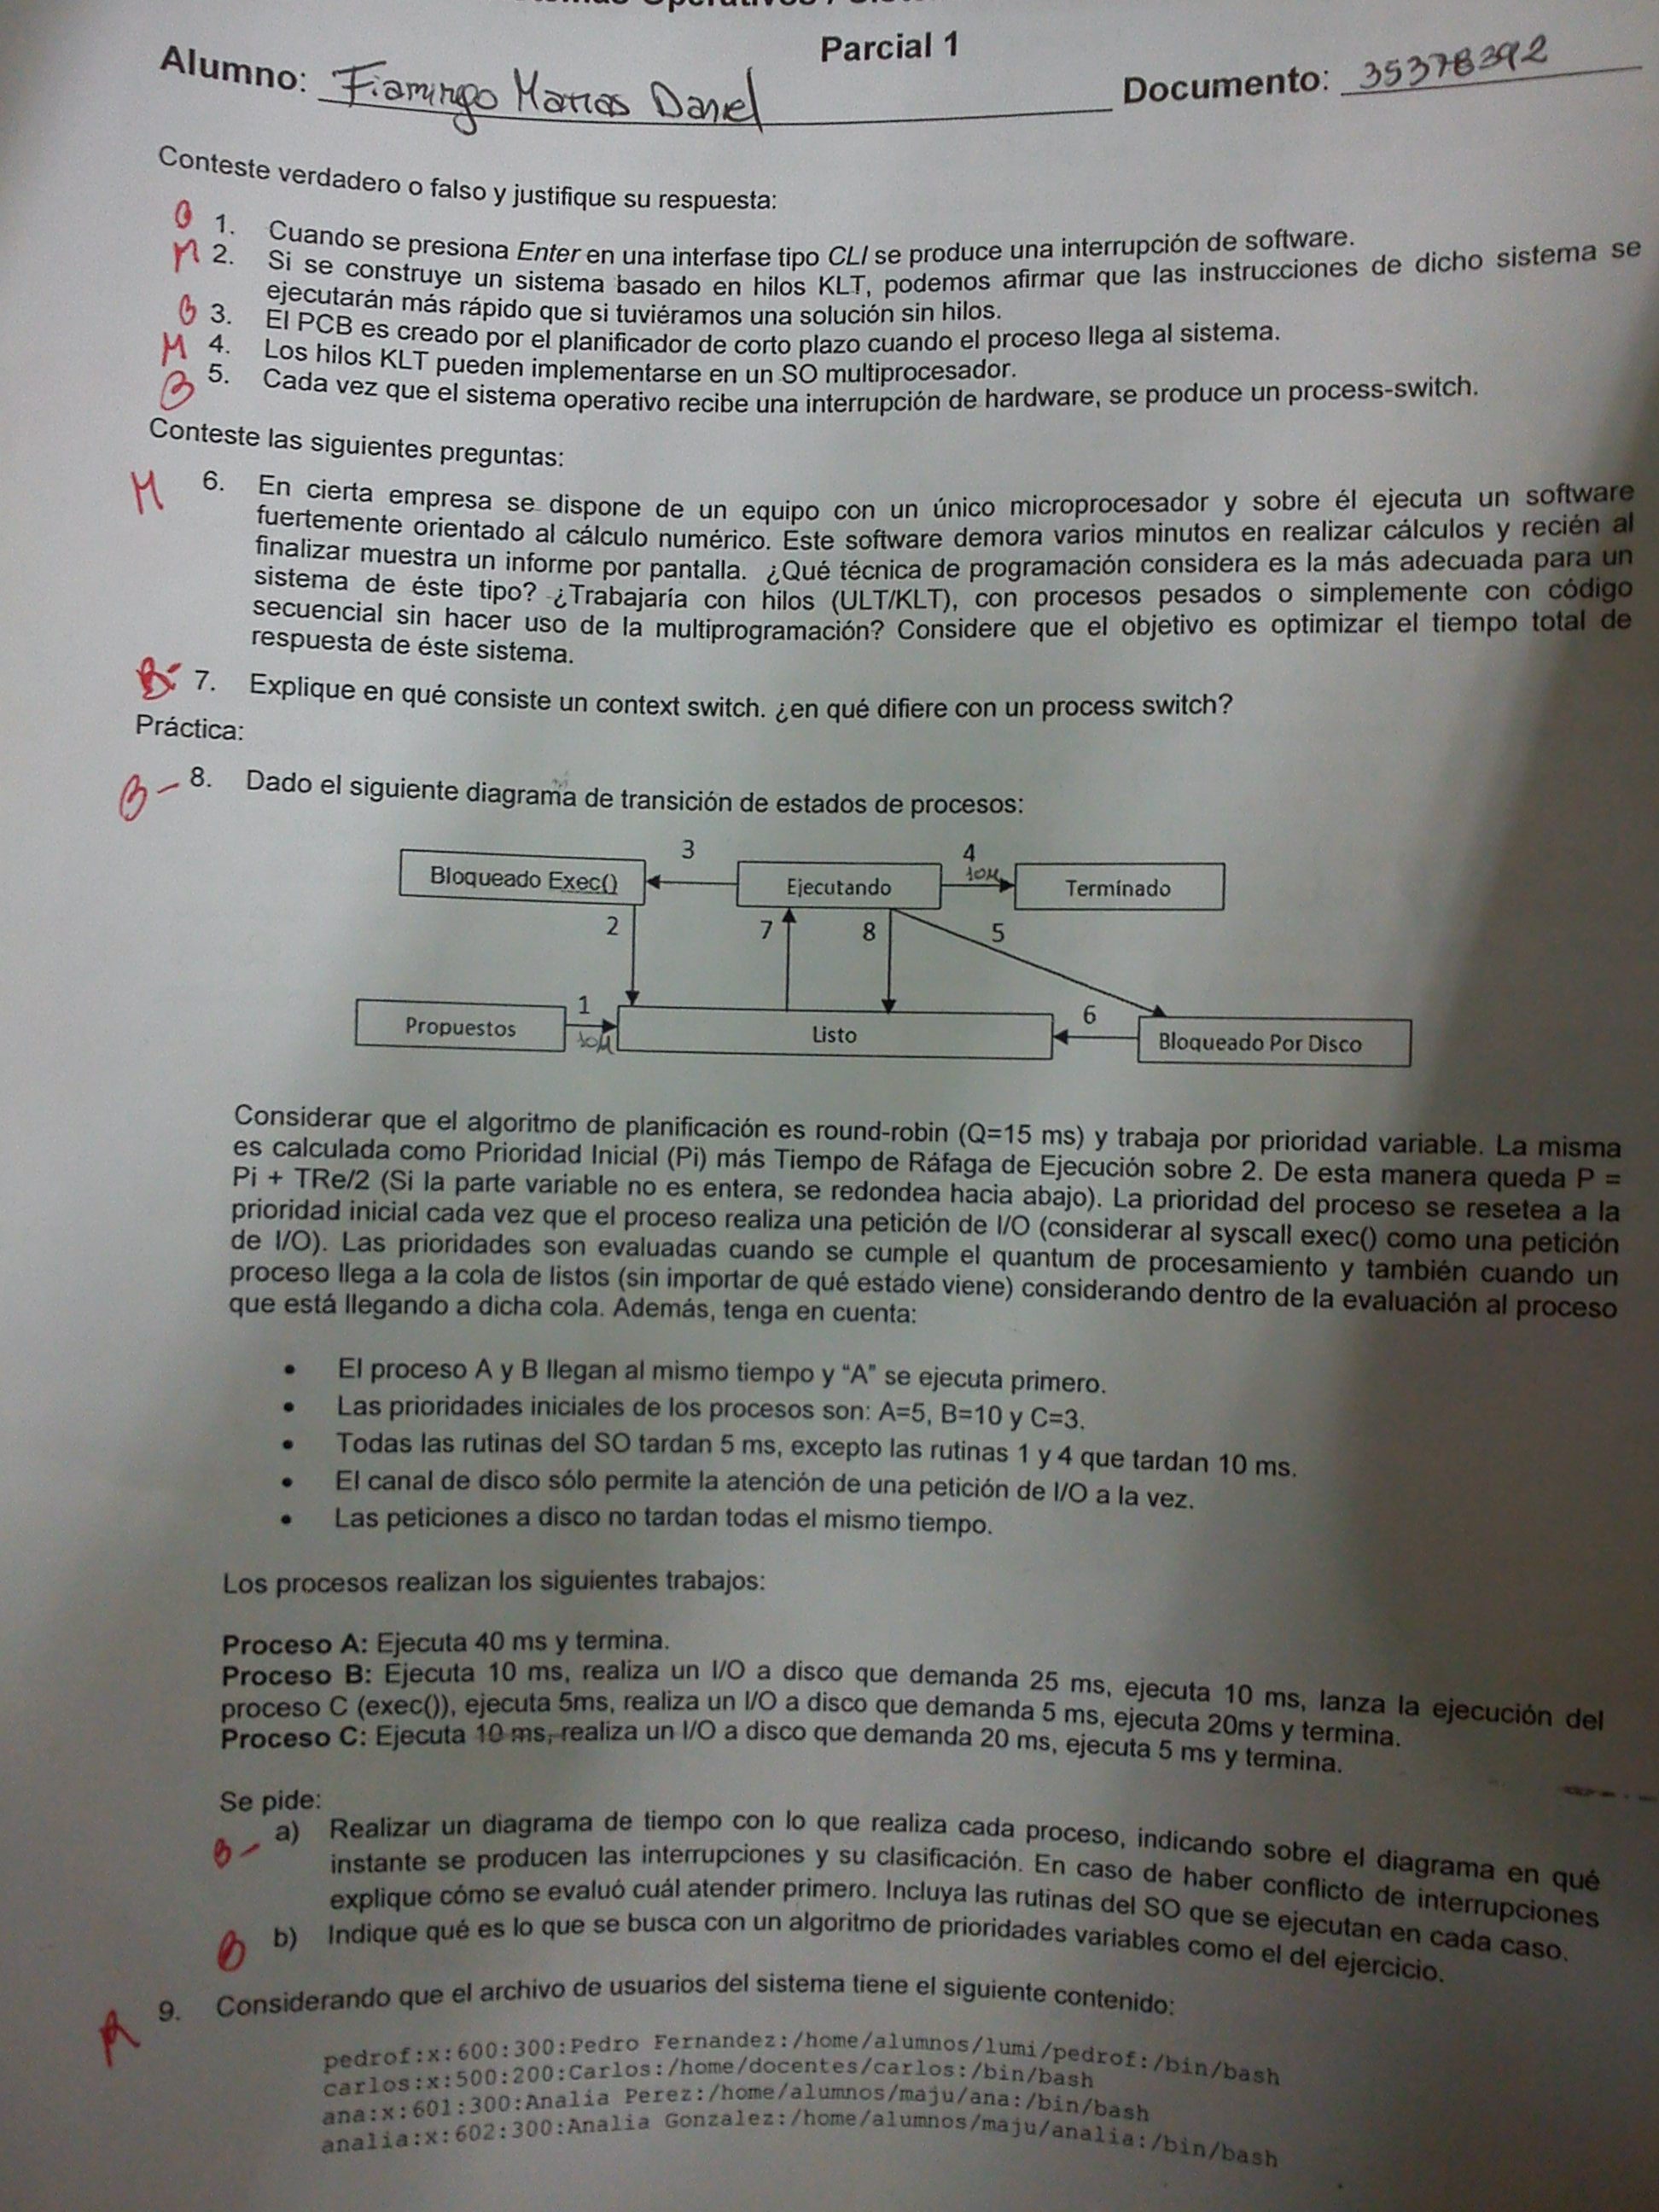 Parcial 1
Alumno: Fiamingo Matias Daniel
Documento: 35378392
Conteste verdadero o falso y justifique su respuesta:
B 1. Cuando se presiona Enter en una interfase tipo CLI se produce una interrupción de software.
M 2. Si se construye un sistema basado en hilos KLT, podemos afirmar que las instrucciones de dicho sistema se
ejecutarán más rápido que si tuviéramos una solución sin hilos.
B 3. El PCB es creado por el planificador de corto plazo cuando el proceso llega al sistema.
M 4. Los hilos KLT pueden implementarse en un SO multiprocesador.
B 5. Cada vez que el sistema operativo recibe una interrupción de hardware, se produce un process-switch.
Conteste las siguientes preguntas:
M 6. En cierta empresa se dispone de un equipo con un único microprocesador y sobre él ejecuta un software
fuertemente orientado al cálculo numérico. Este software demora varios minutos en realizar cálculos y recién al
finalizar muestra un informe por pantalla. ¿Qué técnica de programación considera es la más adecuada para un
sistema de éste tipo? ¿Trabajaría con hilos (ULT/KLT), con procesos pesados o simplemente con código
secuencial sin hacer uso de la multiprogramación? Considere que el objetivo es optimizar el tiempo total de
respuesta de éste sistema.
B- 7. Explique en qué consiste un context switch. ¿en qué difiere con un process switch?
Práctica:
B- 8. Dado el siguiente diagrama de transición de estados de procesos:
3
4
Bloqueado Exec()
Ejecutando
10M
Terminado
2
7
8
5
1
6
Propuestos
10M
Listo
Bloqueado Por Disco
Considerar que el algoritmo de planificación es round-robin (Q=15 ms) y trabaja por prioridad variable. La misma
es calculada como Prioridad Inicial (Pi) más Tiempo de Ráfaga de Ejecución sobre 2. De esta manera queda P =
Pi + TRe/2 (Si la parte variable no es entera, se redondea hacia abajo). La prioridad del proceso se resetea a la
prioridad inicial cada vez que el proceso realiza una petición de I/O (considerar al syscall exec() como una petición
de I/O). Las prioridades son evaluadas cuando se cumple el quantum de procesamiento y también cuando un
proceso llega a la cola de listos (sin importar de qué estado viene) considerando dentro de la evaluación al proceso
que está llegando a dicha cola. Además, tenga en cuenta:
• El proceso A y B llegan al mismo tiempo y “A” se ejecuta primero.
• Las prioridades iniciales de los procesos son: A=5, B=10 y C=3.
• Todas las rutinas del SO tardan 5 ms, excepto las rutinas 1 y 4 que tardan 10 ms.
• El canal de disco sólo permite la atención de una petición de I/O a la vez.
• Las peticiones a disco no tardan todas el mismo tiempo.
Los procesos realizan los siguientes trabajos:
Proceso A: Ejecuta 40 ms y termina.
Proceso B: Ejecuta 10 ms, realiza un I/O a disco que demanda 25 ms, ejecuta 10 ms, lanza la ejecución del
proceso C (exec()), ejecuta 5ms, realiza un I/O a disco que demanda 5 ms, ejecuta 20ms y termina.
Proceso C: Ejecuta 10 ms, realiza un I/O a disco que demanda 20 ms, ejecuta 5 ms y termina.
Se pide:
B- a) Realizar un diagrama de tiempo con lo que realiza cada proceso, indicando sobre el diagrama en qué
instante se producen las interrupciones y su clasificación. En caso de haber conflicto de interrupciones
explique cómo se evaluó cuál atender primero. Incluya las rutinas del SO que se ejecutan en cada caso.
B b) Indique qué es lo que se busca con un algoritmo de prioridades variables como el del ejercicio.
A 9. Considerando que el archivo de usuarios del sistema tiene el siguiente contenido:
pedrof:x:600:300:Pedro Fernandez:/home/alumnos/lumi/pedrof:/bin/bash
carlos:x:500:200:Carlos:/home/docentes/carlos:/bin/bash
ana:x:601:300:Analia Perez:/home/alumnos/maju/ana:/bin/bash
analia:x:602:300:Analia Gonzalez:/home/alumnos/maju/analia:/bin/bash